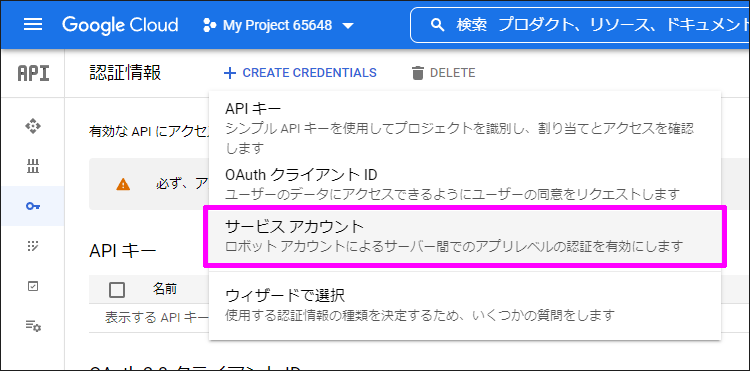 Google Cloud My Project 65648 検索 プロダクト、リソース、ドキュメント
API 認証情報 + CREATE CREDENTIALS DELETE
API キー
シンプル API キーを使用してプロジェクトを識別し、割り当てとアクセスを確認
します
有効な API にアクセス
OAuth クライアント ID
ユーザーのデータにアクセスできるようにユーザーの同意をリクエストします
必ず、ア
サービス アカウント
ロボット アカウントによるサーバー間でのアプリレベルの認証を有効にします
API キー
名前
ウィザードで選択
使用する認証情報の種類を決定するため、いくつかの質問をします
表示する API キー